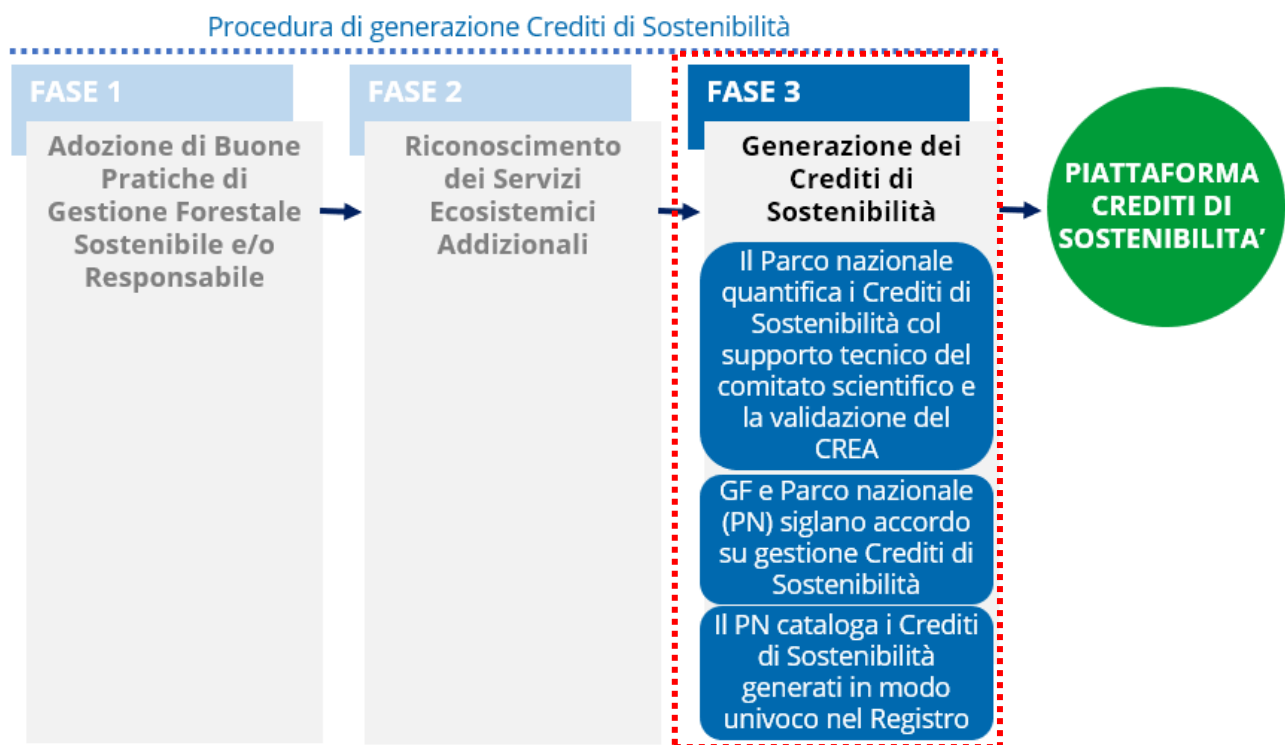 Procedura di generazione Crediti di Sostenibilità
FASE 1
Adozione di Buone
Pratiche di
Gestione Forestale
Sostenibile e/o
Responsabile
FASE 2
Riconoscimento
dei Servizi
Ecosistemici
Addizionali
FASE 3
Generazione dei
Crediti di
Sostenibilità
Il Parco nazionale
quantifica i Crediti di
Sostenibilità col
supporto tecnico del
comitato scientifico e
la validazione del
CREA
GF e Parco nazionale
(PN) siglano accordo
su gestione Crediti di
Sostenibilità
Il PN cataloga i Crediti
di Sostenibilità
generati in modo
univoco nel Registro
PIATTAFORMA
CREDITI DI
SOSTENIBILITA’